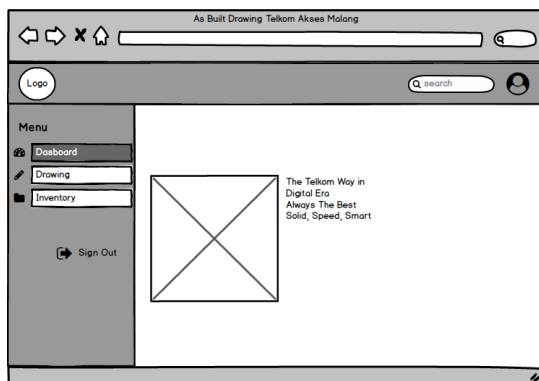 As Built Drawing Telkom Akses Malang
Logo
search
Menu
Dasboard
Drawing
Inventory
Sign Out
The Telkom Way in
Digital Era
Always The Best
Solid, Speed, Smart